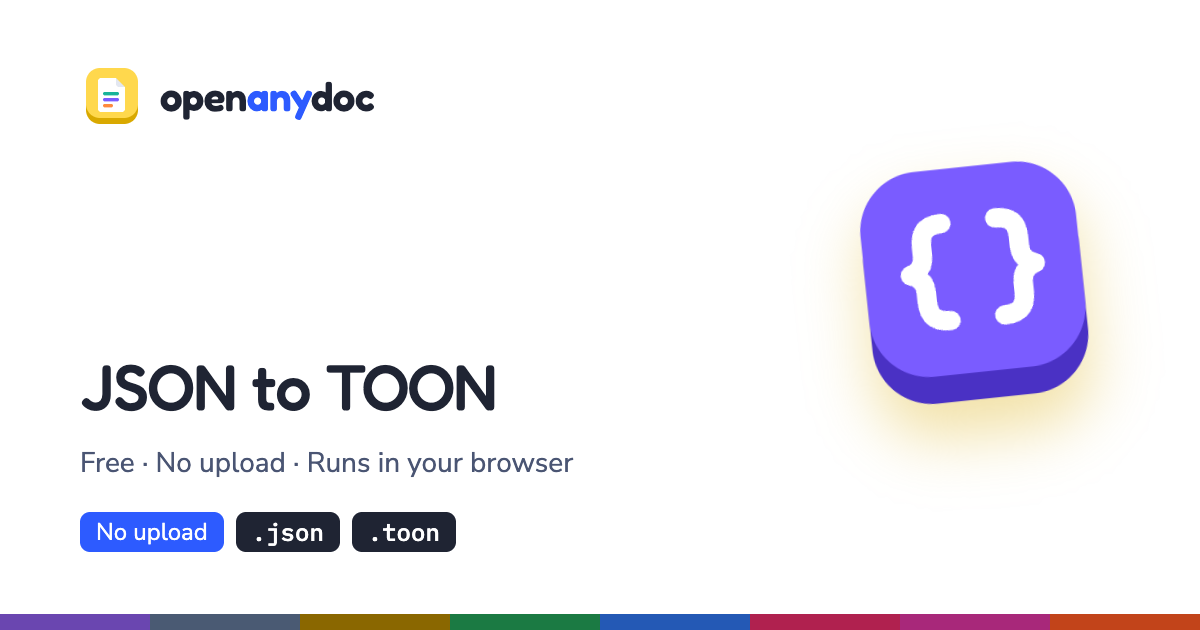 openanydoc
{ }
JSON to TOON
Free · No upload · Runs in your browser
No upload .json .toon